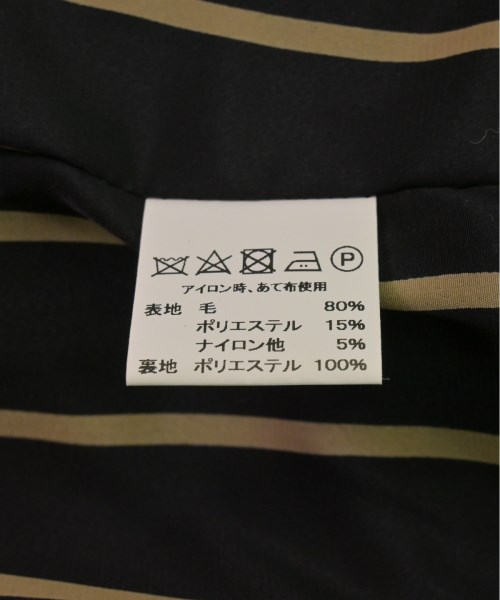 P
アイロン時、あて布使用
表地 毛 80%
ポリエステル 15%
ナイロン他 5%
裏地 ポリエステル 100%